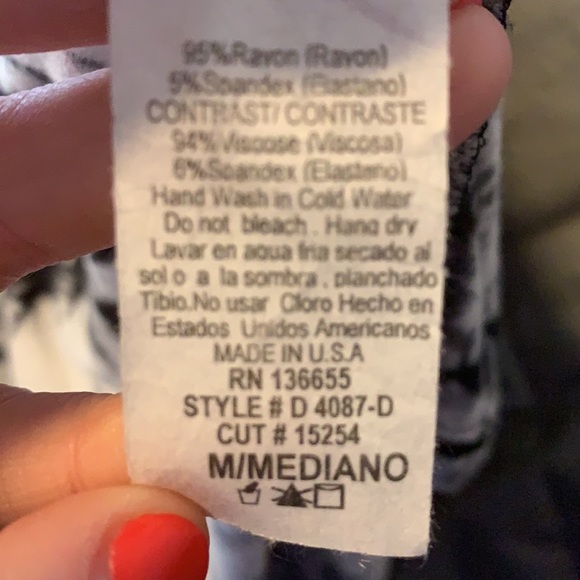 95%Rayon (Rayon)
5%Spandex (Elastano)
CONTRAST/ CONTRASTE
94%Viscose (Viscosa)
6%Spandex (Elastano)
Hand Wash in Cold Water
Do not bleach . Hang dry
Lavar en agua fria secado al
sol o a la sombra . planchado
Tibio.No usar Cloro Hecho en
Estados Unidos Americanos
MADE IN U.S.A
RN 136655
STYLE # D 4087-D
CUT # 15254
M/MEDIANO